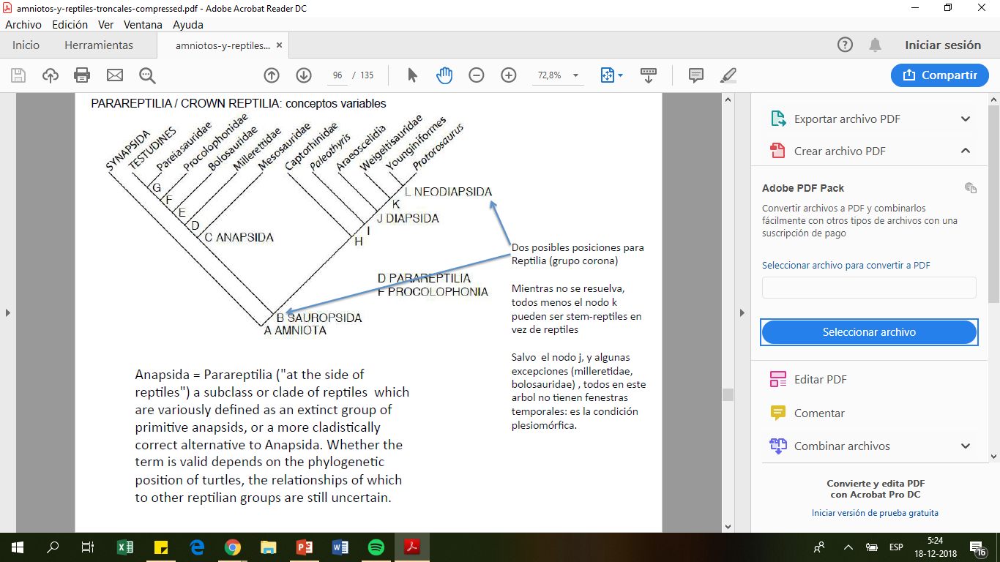 amniotos-y-reptiles-troncales-compressed.pdf - Adobe Acrobat Reader DC
Archivo Edición Ver Ventana Ayuda
Inicio Herramientas amniotos-y-reptiles... × Iniciar sesión
96 / 135 72,8% Compartir
PARAREPTILIA / CROWN REPTILIA: conceptos variables
SYNAPSIDA
TESTUDINES
Pareiasauridae
Procolophonidae
Bolosauridae
Millerettidae
Mesosauridae
Captorhinidae
Paleothyris
Araeoscelidia
Weigeltisauridae
Younginiformes
Protorosaurus
G
F
E
D
C ANAPSIDA
L NEODIAPSIDA
K
J DIAPSIDA
I
H
D PARAREPTILIA
F PROCOLOPHONIA
B SAUROPSIDA
A AMNIOTA
Dos posibles posiciones para
Reptilia (grupo corona)
Mientras no se resuelva,
todos menos el nodo k
pueden ser stem-reptiles en
vez de reptiles
Salvo el nodo j, y algunas
excepciones (milleretidae,
bolosauridae) , todos en este
arbol no tienen fenestras
temporales: es la condición
plesiomórfica.
Anapsida = Parareptilia ("at the side of
reptiles") a subclass or clade of reptiles which
are variously defined as an extinct group of
primitive anapsids, or a more cladistically
correct alternative to Anapsida. Whether the
term is valid depends on the phylogenetic
position of turtles, the relationships of which
to other reptilian groups are still uncertain.
Exportar archivo PDF
Crear archivo PDF
Adobe PDF Pack
Convertir archivos a PDF y combinarlos
fácilmente con otros tipos de archivos con una
suscripción de pago
Seleccionar archivo para convertir a PDF
Seleccionar archivo
Editar PDF
Comentar
Combinar archivos
Convierte y edita PDF
con Acrobat Pro DC
Iniciar versión de prueba gratuita
ESP
5:24
18-12-2018
16